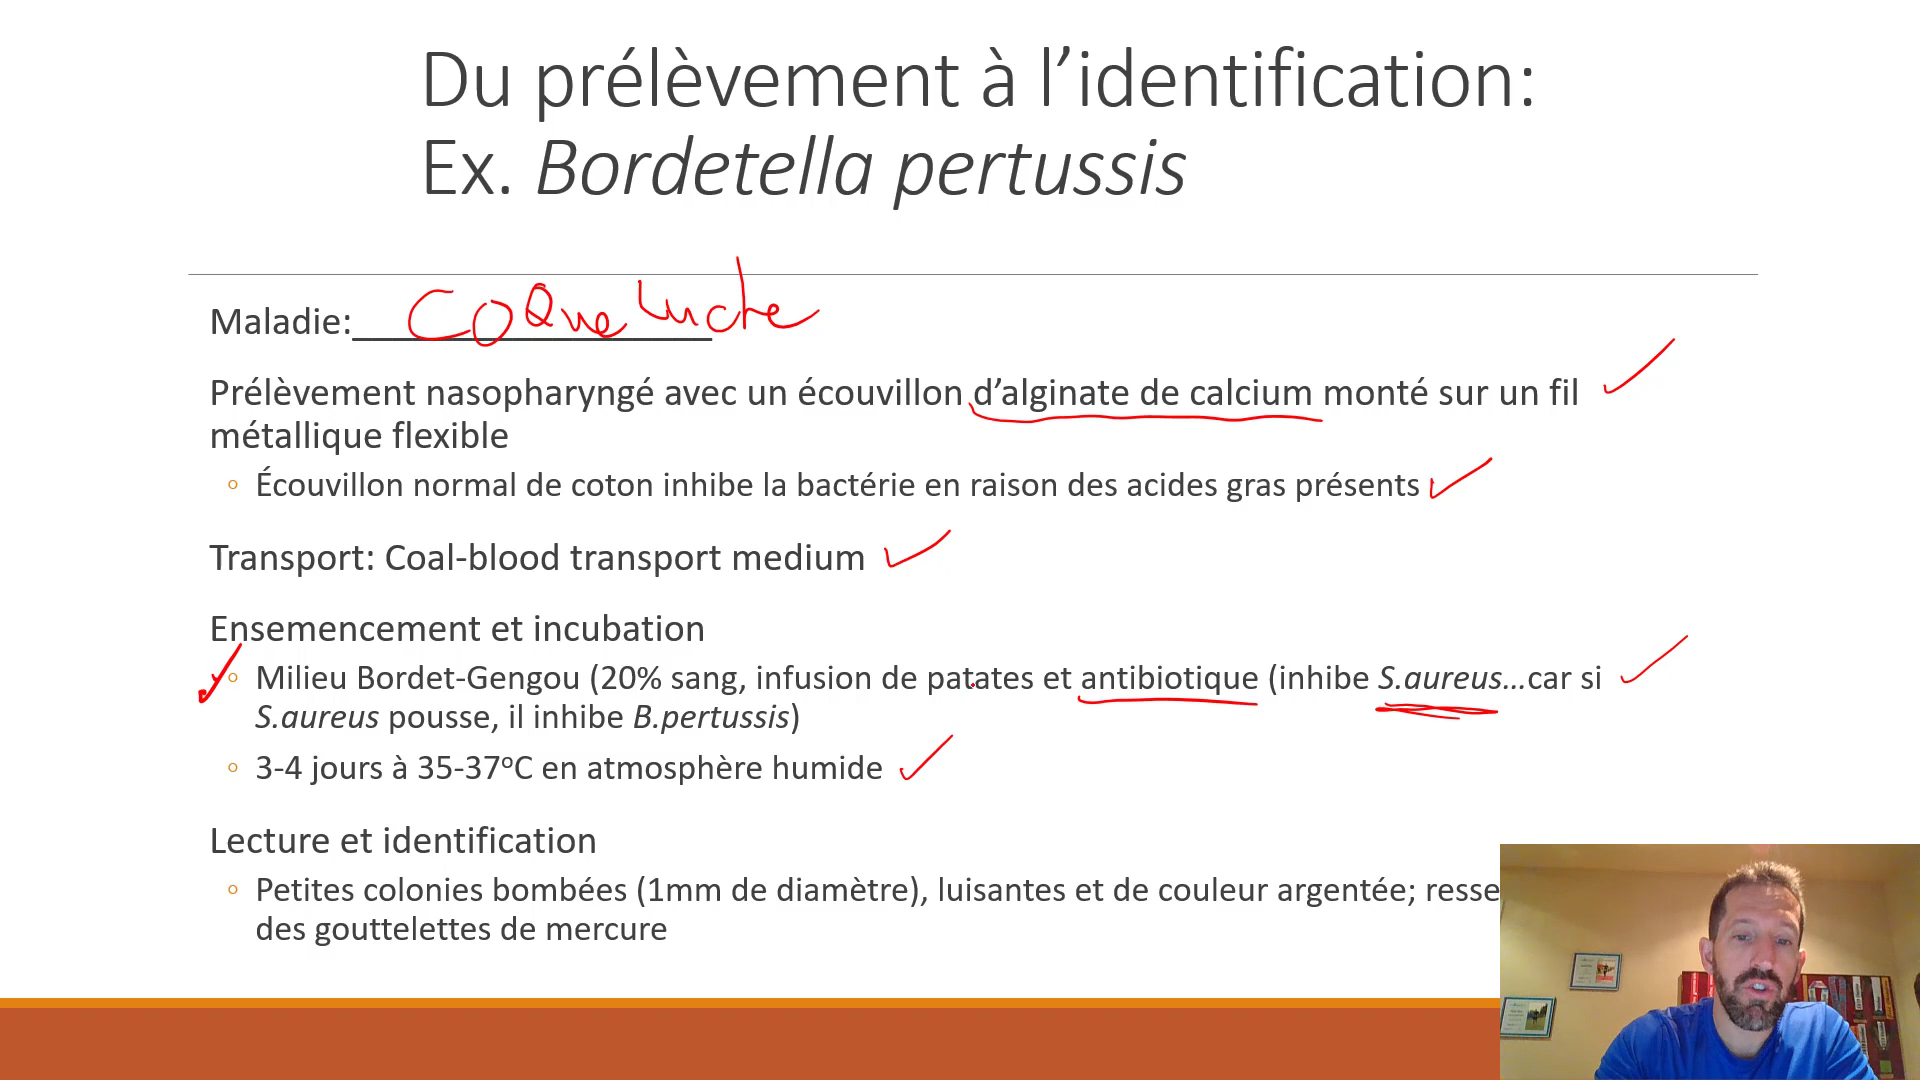 Du prélèvement à l’identification:
Ex. Bordetella pertussis
Maladie:__________________ Coqueluche
Prélèvement nasopharyngé avec un écouvillon d’alginate de calcium monté sur un fil
métallique flexible
◦ Écouvillon normal de coton inhibe la bactérie en raison des acides gras présents
Transport: Coal-blood transport medium
Ensemencement et incubation
◦ Milieu Bordet-Gengou (20% sang, infusion de patates et antibiotique (inhibe S.aureus…car si
S.aureus pousse, il inhibe B.pertussis)
◦ 3-4 jours à 35-37ºC en atmosphère humide
Lecture et identification
◦ Petites colonies bombées (1mm de diamètre), luisantes et de couleur argentée; resse
des gouttelettes de mercure